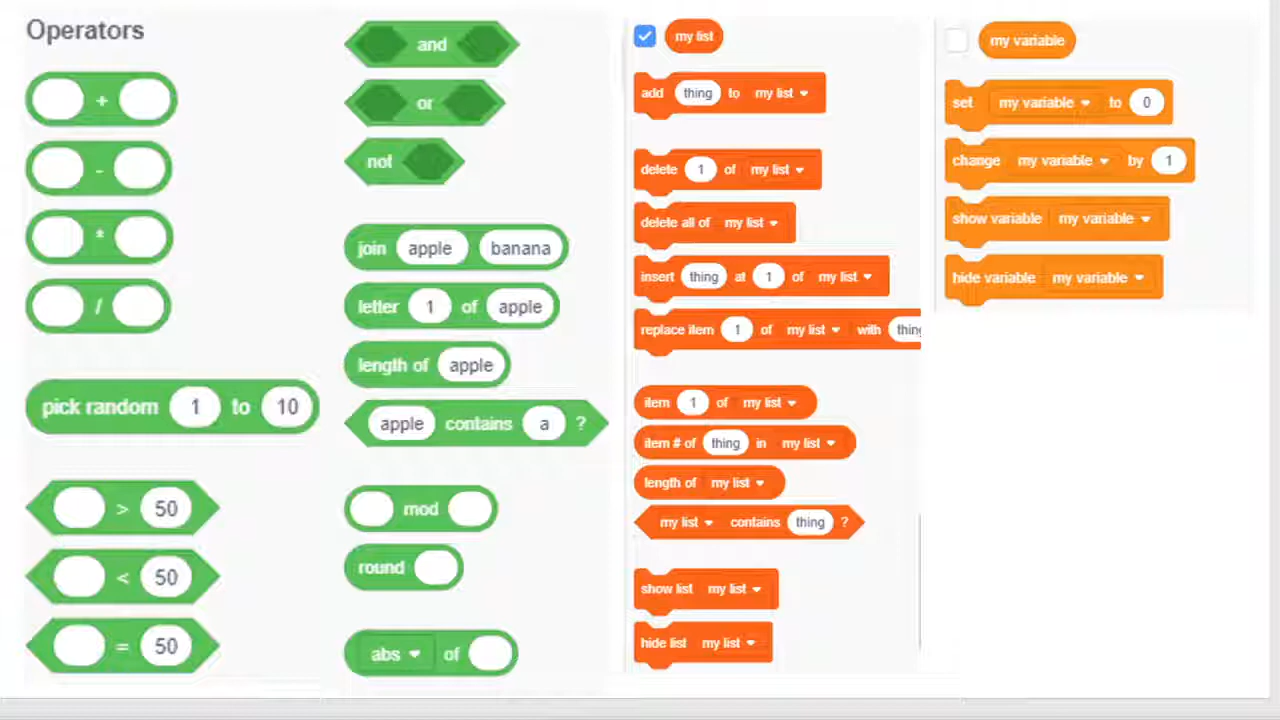 Operators
+
-
*
/
pick random 1 to 10
> 50
< 50
= 50
and
or
not
join apple banana
letter 1 of apple
length of apple
apple contains a ?
mod
round
abs of
my list
add thing to my list
delete 1 of my list
delete all of my list
insert thing at 1 of my list
replace item 1 of my list with thing
item 1 of my list
item # of thing in my list
length of my list
my list contains thing ?
show list my list
hide list my list
my variable
set my variable to 0
change my variable by 1
show variable my variable
hide variable my variable